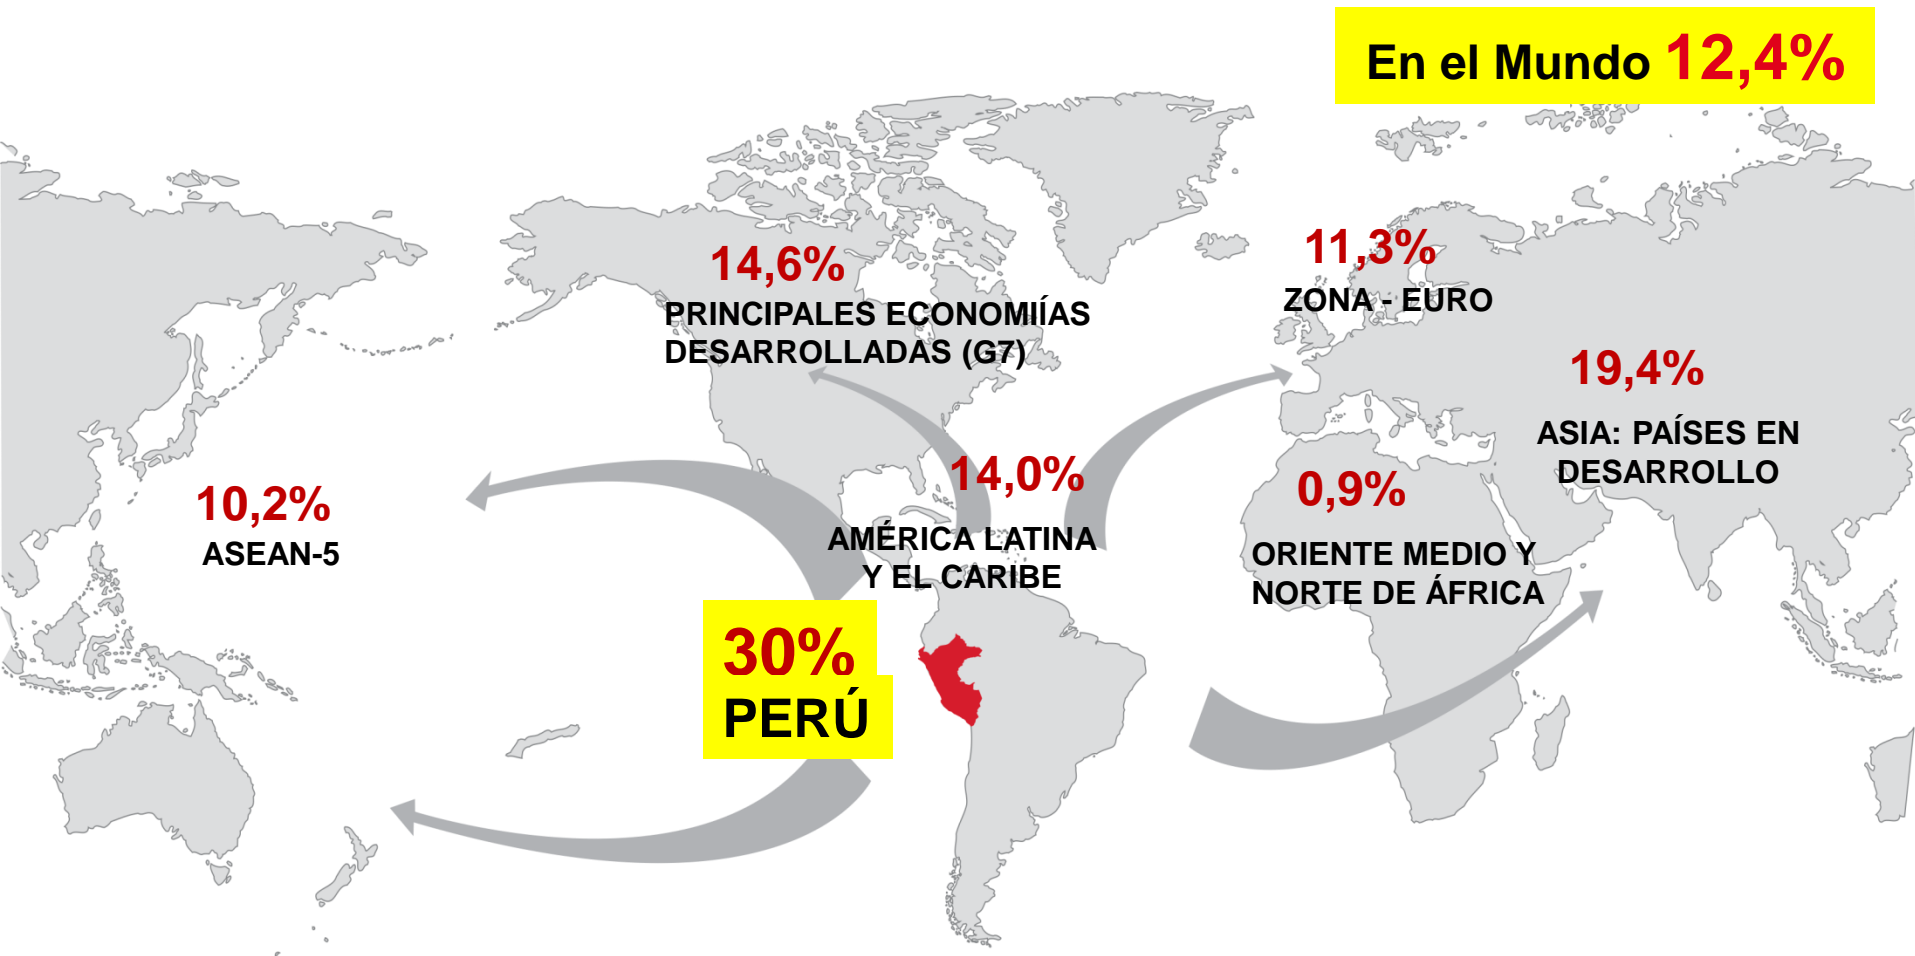 En el Mundo 12,4%
14,6%
PRINCIPALES ECONOMIÍAS
DESARROLLADAS (G7)
11,3%
ZONA - EURO
19,4%
ASIA: PAÍSES EN
DESARROLLO
10,2%
ASEAN-5
14,0%
AMÉRICA LATINA
Y EL CARIBE
0,9%
ORIENTE MEDIO Y
NORTE DE ÁFRICA
30%
PERÚ